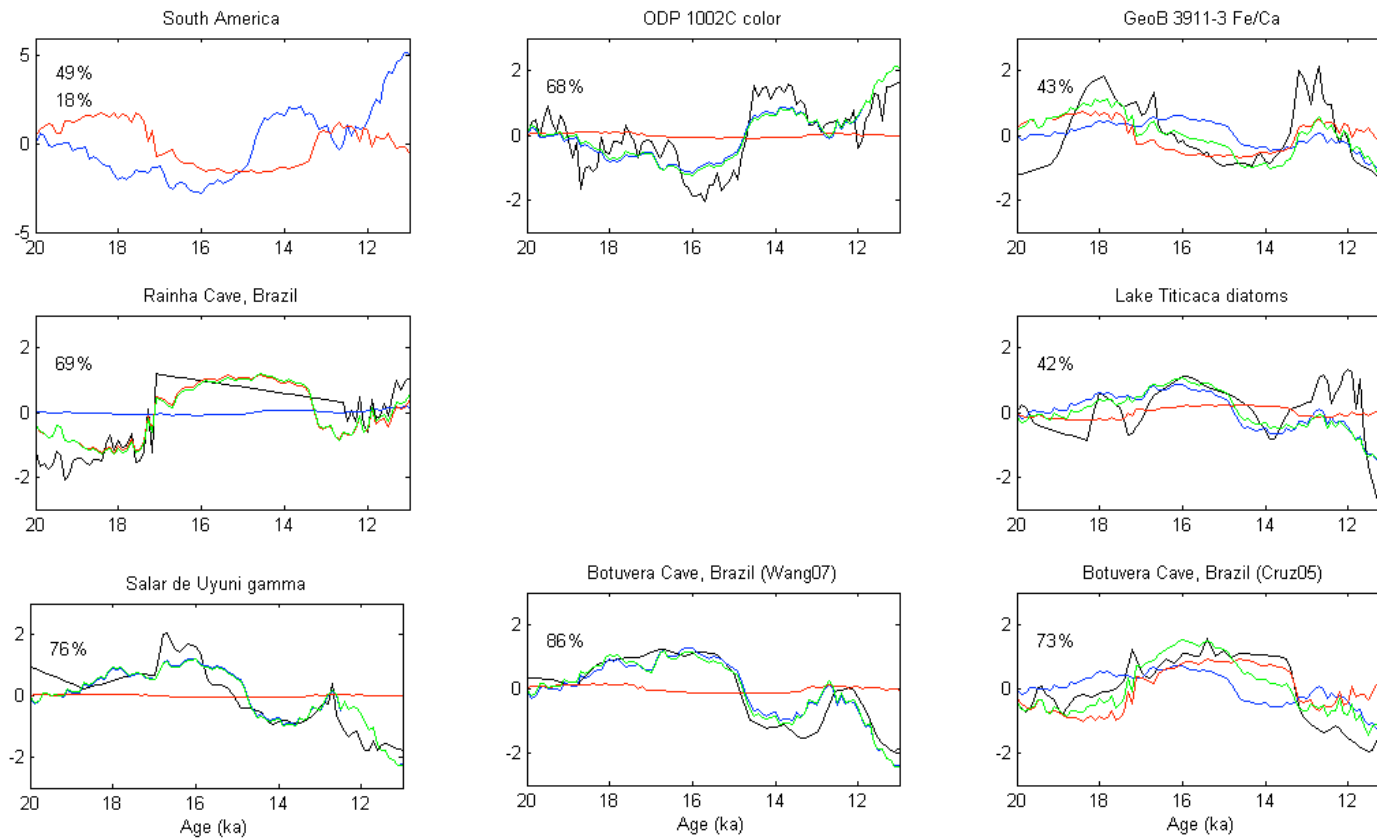 South America
ODP 1002C color
GeoB 3911-3 Fe/Ca
5
0
-5
49%
18%
20 18 16 14 12
2
0
-2
68%
20 18 16 14 12
2
0
-2
43%
20 18 16 14 12
Rainha Cave, Brazil
Lake Titicaca diatoms
2
0
-2
69%
20 18 16 14 12
2
0
-2
42%
20 18 16 14 12
Salar de Uyuni gamma
Botuvera Cave, Brazil (Wang07)
Botuvera Cave, Brazil (Cruz05)
2
0
-2
76%
20 18 16 14 12
Age (ka)
2
0
-2
86%
20 18 16 14 12
Age (ka)
2
0
-2
73%
20 18 16 14 12
Age (ka)